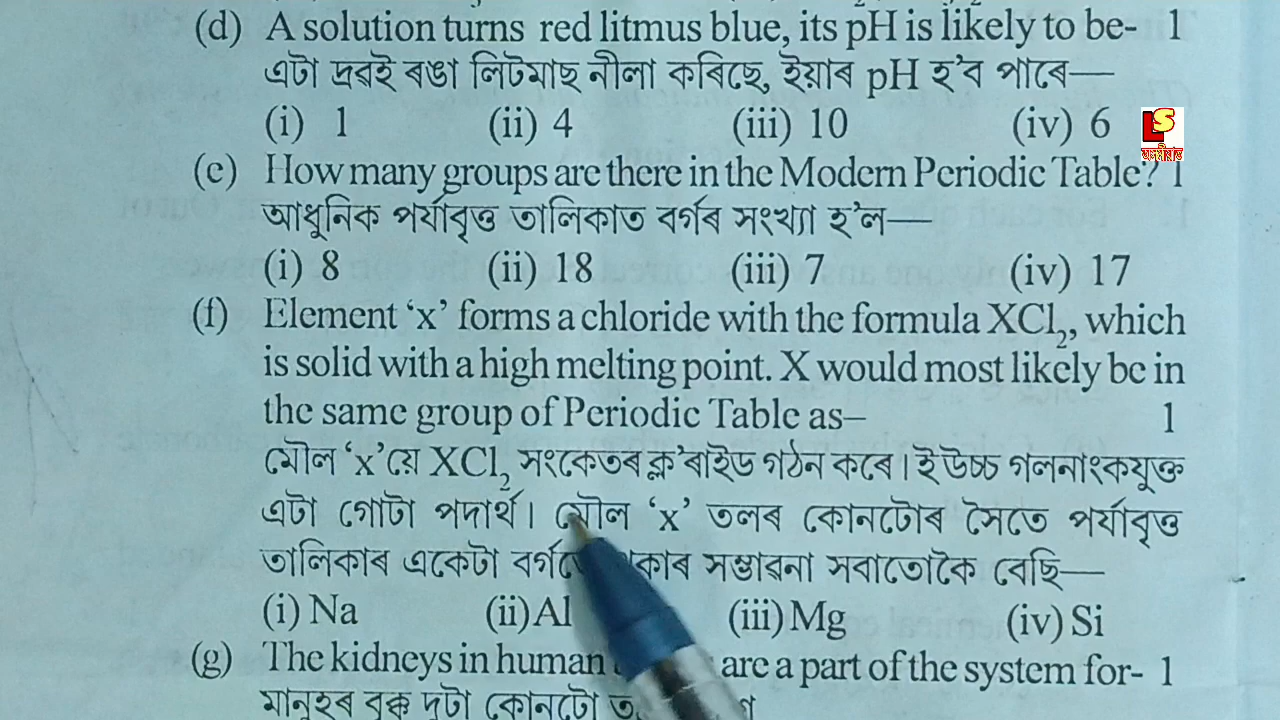 (d) A solution turns red litmus blue, its pH is likely to be- 1
এটা দ্ৰৱই ৰঙা লিটমাছ নীলা কৰিছে, ইয়াৰ pH হ'ব পাৰে—
(i) 1 (ii) 4 (iii) 10 (iv) 6
LS
(e) How many groups are there in the Modern Periodic Table? 1
আধুনিক পৰ্যাবৃত্ত তালিকাত বৰ্গৰ সংখ্যা হ'ল—
(i) 8 (ii) 18 (iii) 7 (iv) 17
(f) Element ‘x’ forms a chloride with the formula XCl₂, which
is solid with a high melting point. X would most likely be in
the same group of Periodic Table as– 1
মৌল ‘x’য়ে XCl₂ সংকেতৰ ক্ল'ৰাইড গঠন কৰে। ই উচ্চ গলনাংকযুক্ত
এটা গোটা পদাৰ্থ। মৌল ‘x’ তলৰ কোনটোৰ সৈতে পৰ্যাবৃত্ত
তালিকাৰ একেটা সম্ভাৱনা সবাতোকৈ বেছি—
(i) Na (ii) Al (iii) Mg (iv) Si
(g) The kidneys in human are a part of the system for- 1
মানুহৰ বৃক্ক দুটা কোনটো